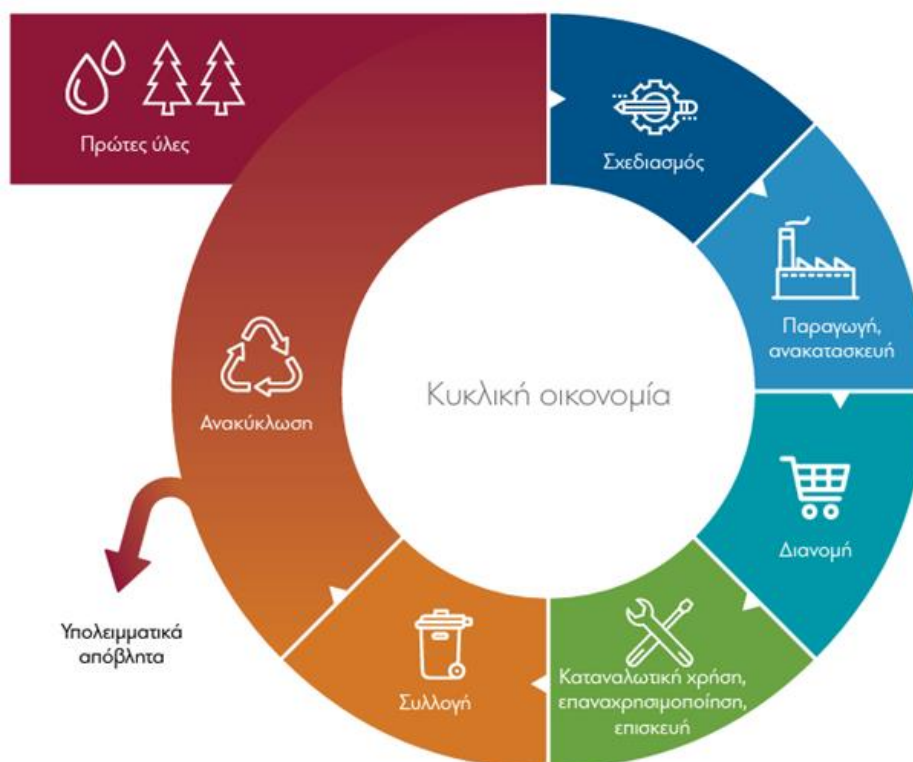 Πρώτες ύλες
Σχεδιασμός
Παραγωγή,
ανακατασκευή
Διανομή
Καταναλωτική χρήση,
επαναχρησιμοποίηση,
επισκευή
Συλλογή
Ανακύκλωση
Υπολειμματικά
απόβλητα
Κυκλική οικονομία